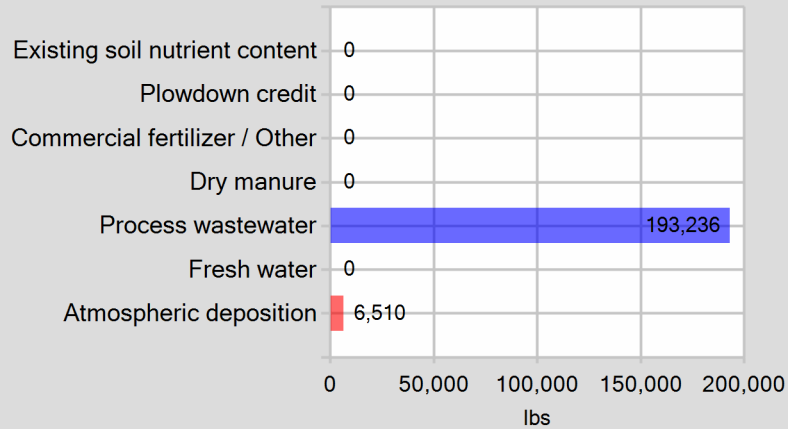 Existing soil nutrient content 0
Plowdown credit 0
Commercial fertilizer / Other 0
Dry manure 0
Process wastewater 193,236
Fresh water 0
Atmospheric deposition 6,510
0 50,000 100,000 150,000 200,000
lbs